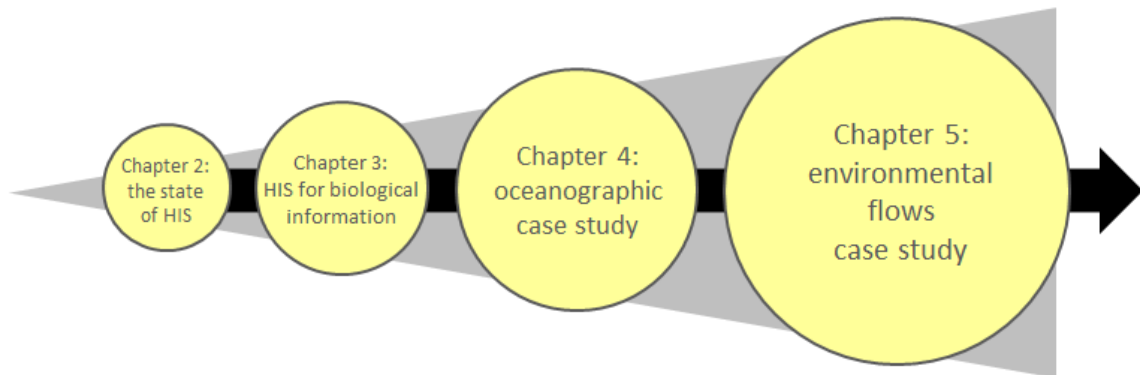 Chapter 2:
the state
of HIS
Chapter 3:
HIS for biological
information
Chapter 4:
oceanographic
case study
Chapter 5:
environmental
flows
case study